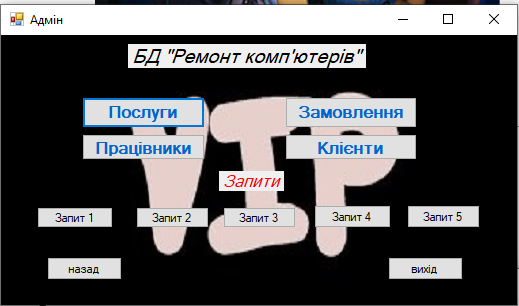 Адмін
БД "Ремонт комп'ютерів"
VIP
Послуги Замовлення
Працівники Клієнти
Запити
Запит 1 Запит 2 Запит 3 Запит 4 Запит 5
назад вихід